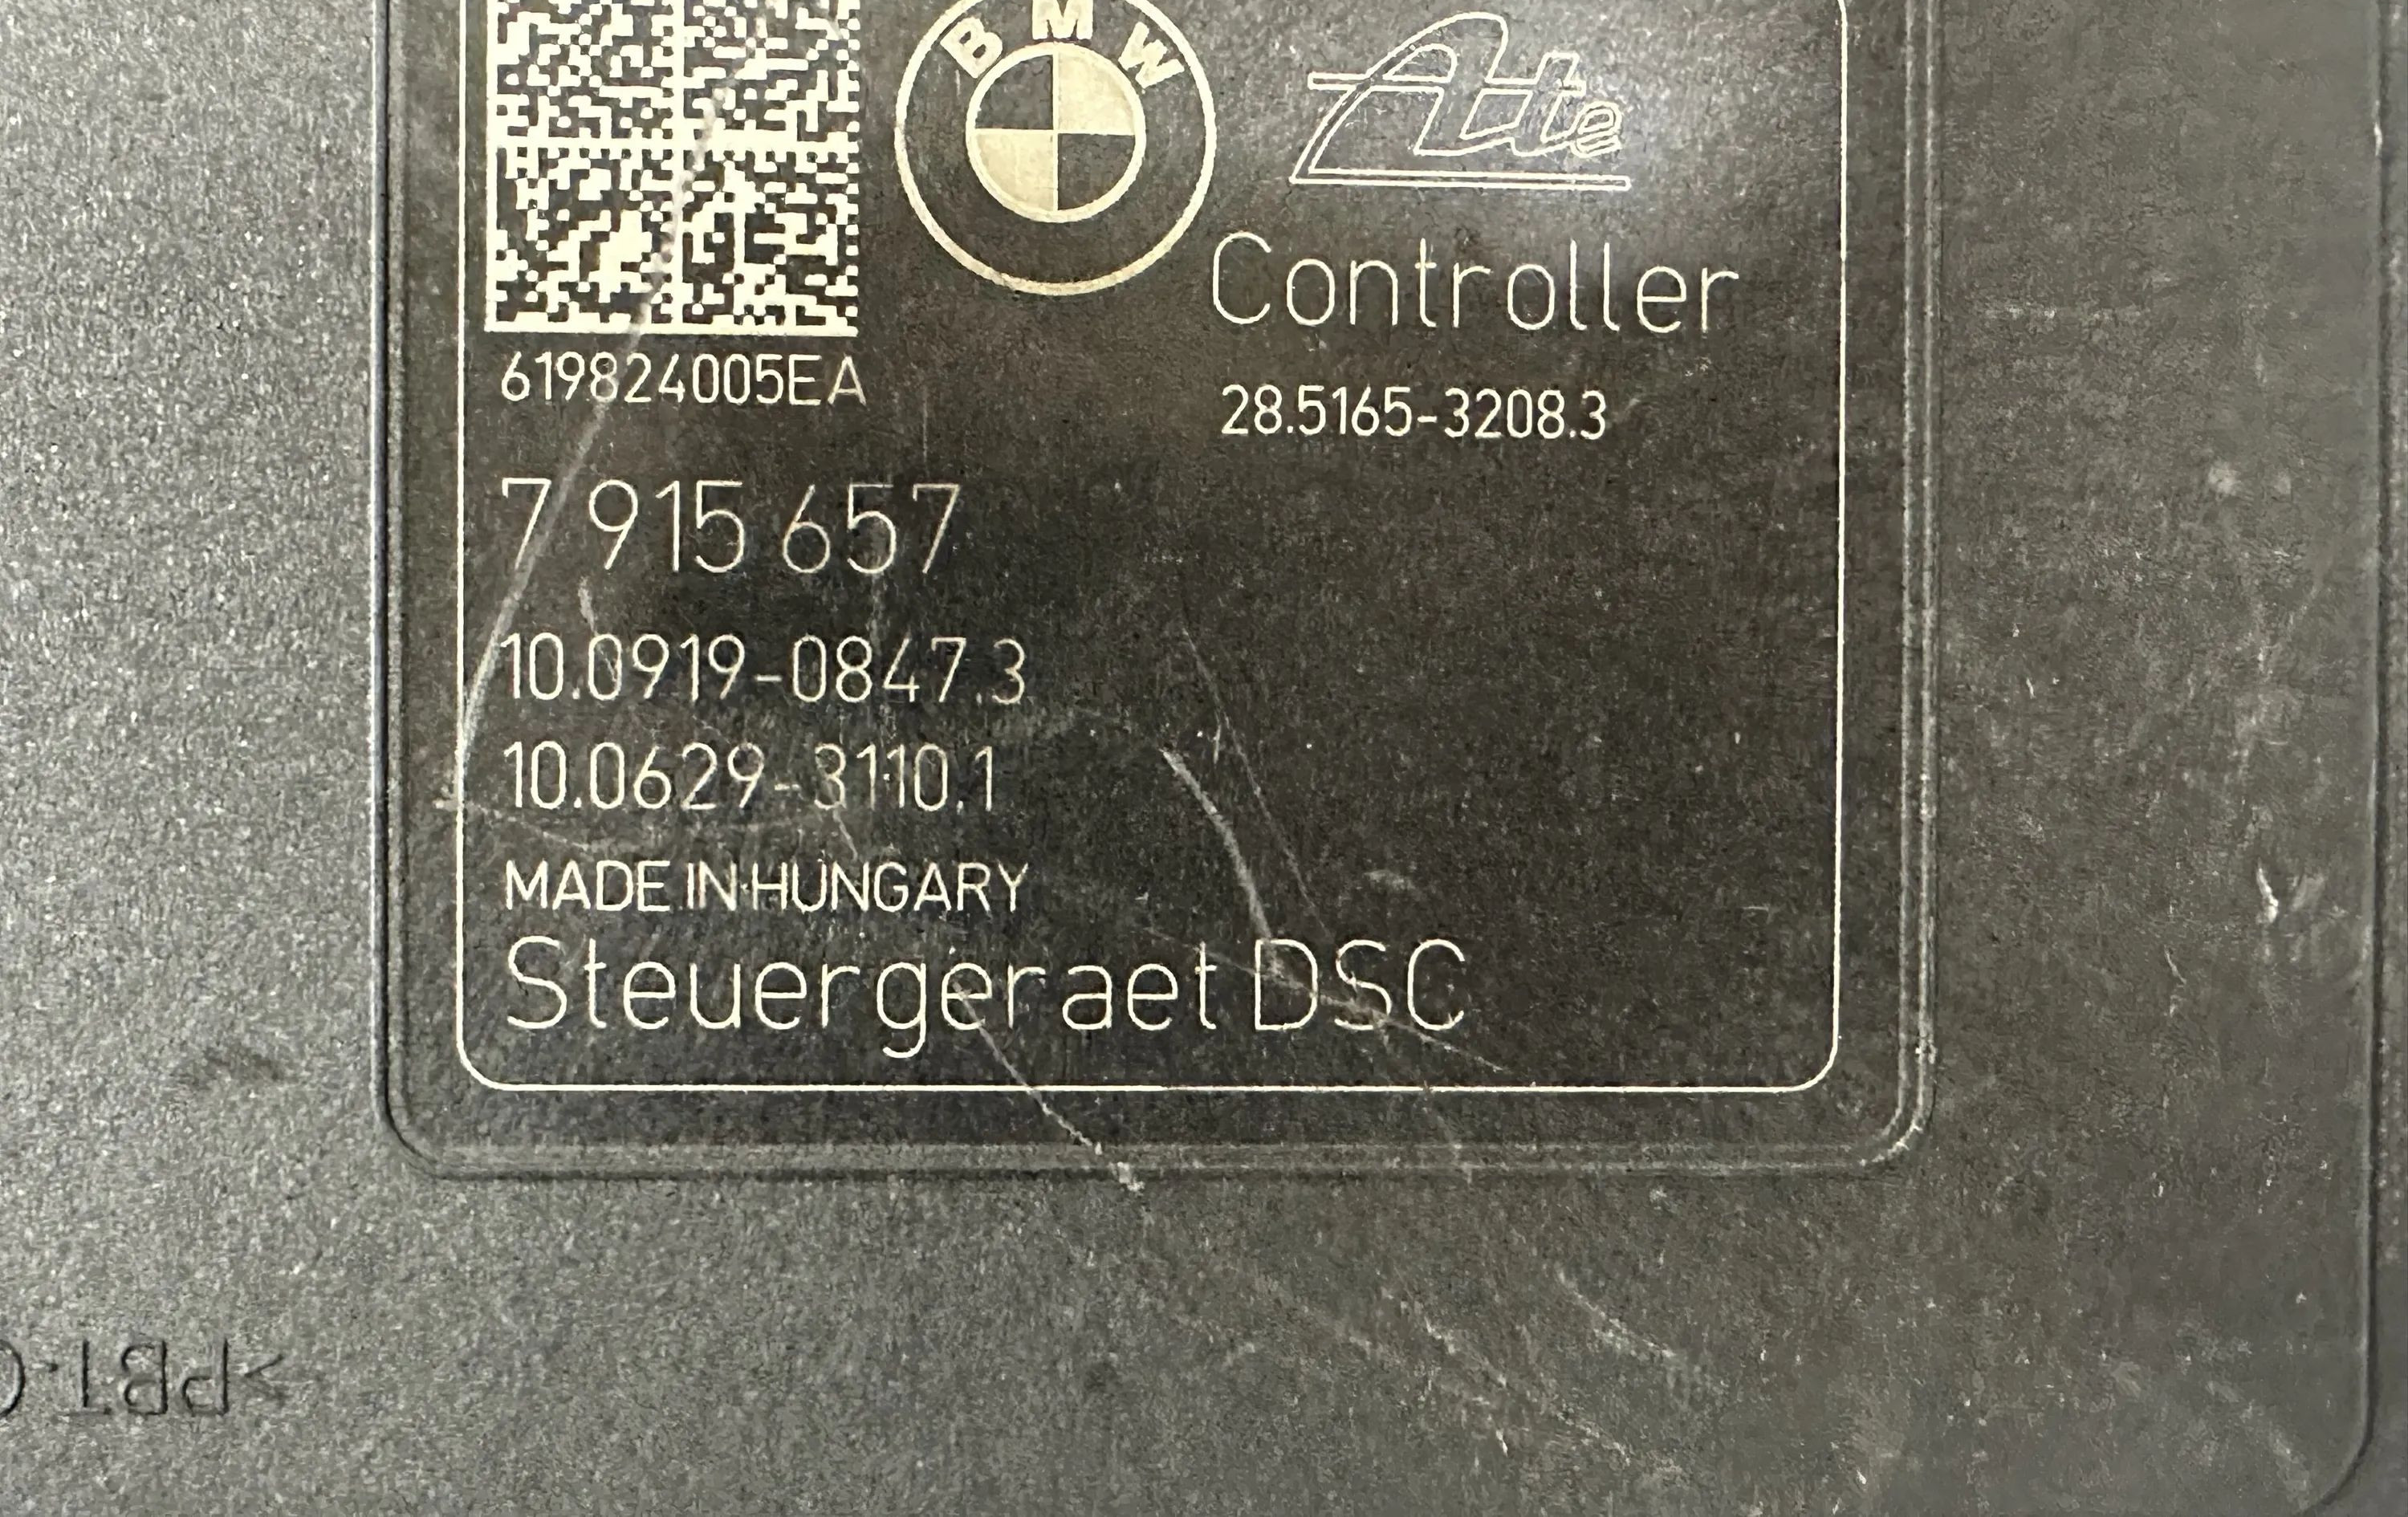 BMW
Ate
Controller
619824005EA
28.5165-3208.3
7 915 657
10.0919-0847.3
10.0629-3110.1
MADE IN HUNGARY
Steuergeraet DSC
>PBT